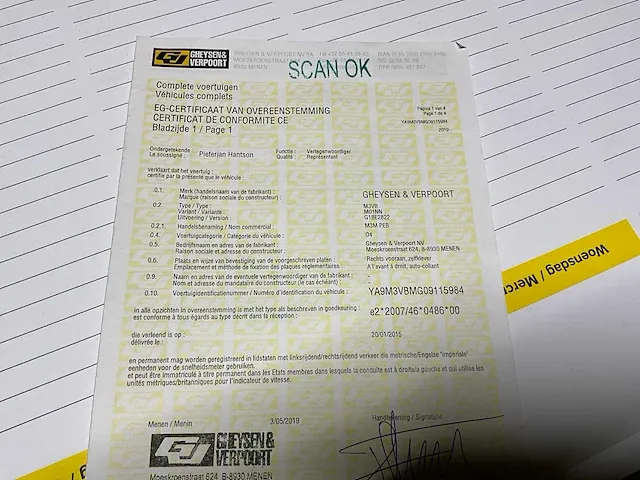 GHEYSEN & VERPOORT
SCAN OK
Complete voertuigen
Véhicules complets
EG-CERTIFICAAT VAN OVEREENSTEMMING
CERTIFICAT DE CONFORMITE CE
Bladzijde 1 / Page 1
Pagina 1 van 4
Page 1 de 4
YA9M3VBMG09115984
2019
Ondergetekende : Pieterjan Hantson Functie : Vertegenwoordiger
Le soussigné : Qualité : Représentant
verklaart dat het voertuig :
certifie par la présente que le véhicule :
0.1. Merk (handelsnaam van de fabrikant) : GHEYSEN & VERPOORT
Marque (raison sociale du constructeur) :
0.2. Type / Type : M3VB
Variant / Variante : M01NN
Uitvoering / Version : G18E2822
0.2.1. Handelsbenaming / Nom commercial : M3M PEB
0.4. Voertuigcategorie / Catégorie du véhicule : O4
0.5. Bedrijfsnaam en adres van de fabrikant : Gheysen & Verpoort NV
Raison sociale et adresse du constructeur : Moeskroenstraat 624, B-8930 MENEN
0.6. Plaats en wijze van bevestiging van de voorgeschreven platen : Rechts vooraan, zelfklever
Emplacement et méthode de fixation des plaques réglementaires : A l'avant à droit, auto-collant
0.9. Naam en adres van de eventuele vertegenwoordiger van de fabrikant : -
Nom et adresse du mandataire du constructeur (le cas échéant) : -
0.10. Voertuigidentificatienummer / Numéro d'identification du véhicule : YA9M3VBMG09115984
in alle opzichten in overeenstemming is met het type als beschreven in goedkeuring : e2*2007/46*0486*00
est conforme à tous égards au type décrit dans la réception :
die verleend is op : 20/01/2015
délivrée le :
en permanent mag worden geregistreerd in lidstaten met linksrijdend/rechtsrijdend verkeer die metrische/Engelse "imperiale"
eenheden voor de snelheidsmeter gebruiken.
et peut être immatriculé à titre permanent dans les Etats membres dans lesquels la conduite est à droite/a gauche et qui utilise les
unités métriques/britanniques pour l'indicateur de vitesse.
Menen / Menin 3/05/2019 Handtekening / Signature
GHEYSEN & VERPOORT
Moeskroenstraat 624, B-8930 MENEN
Woensdag / Merc